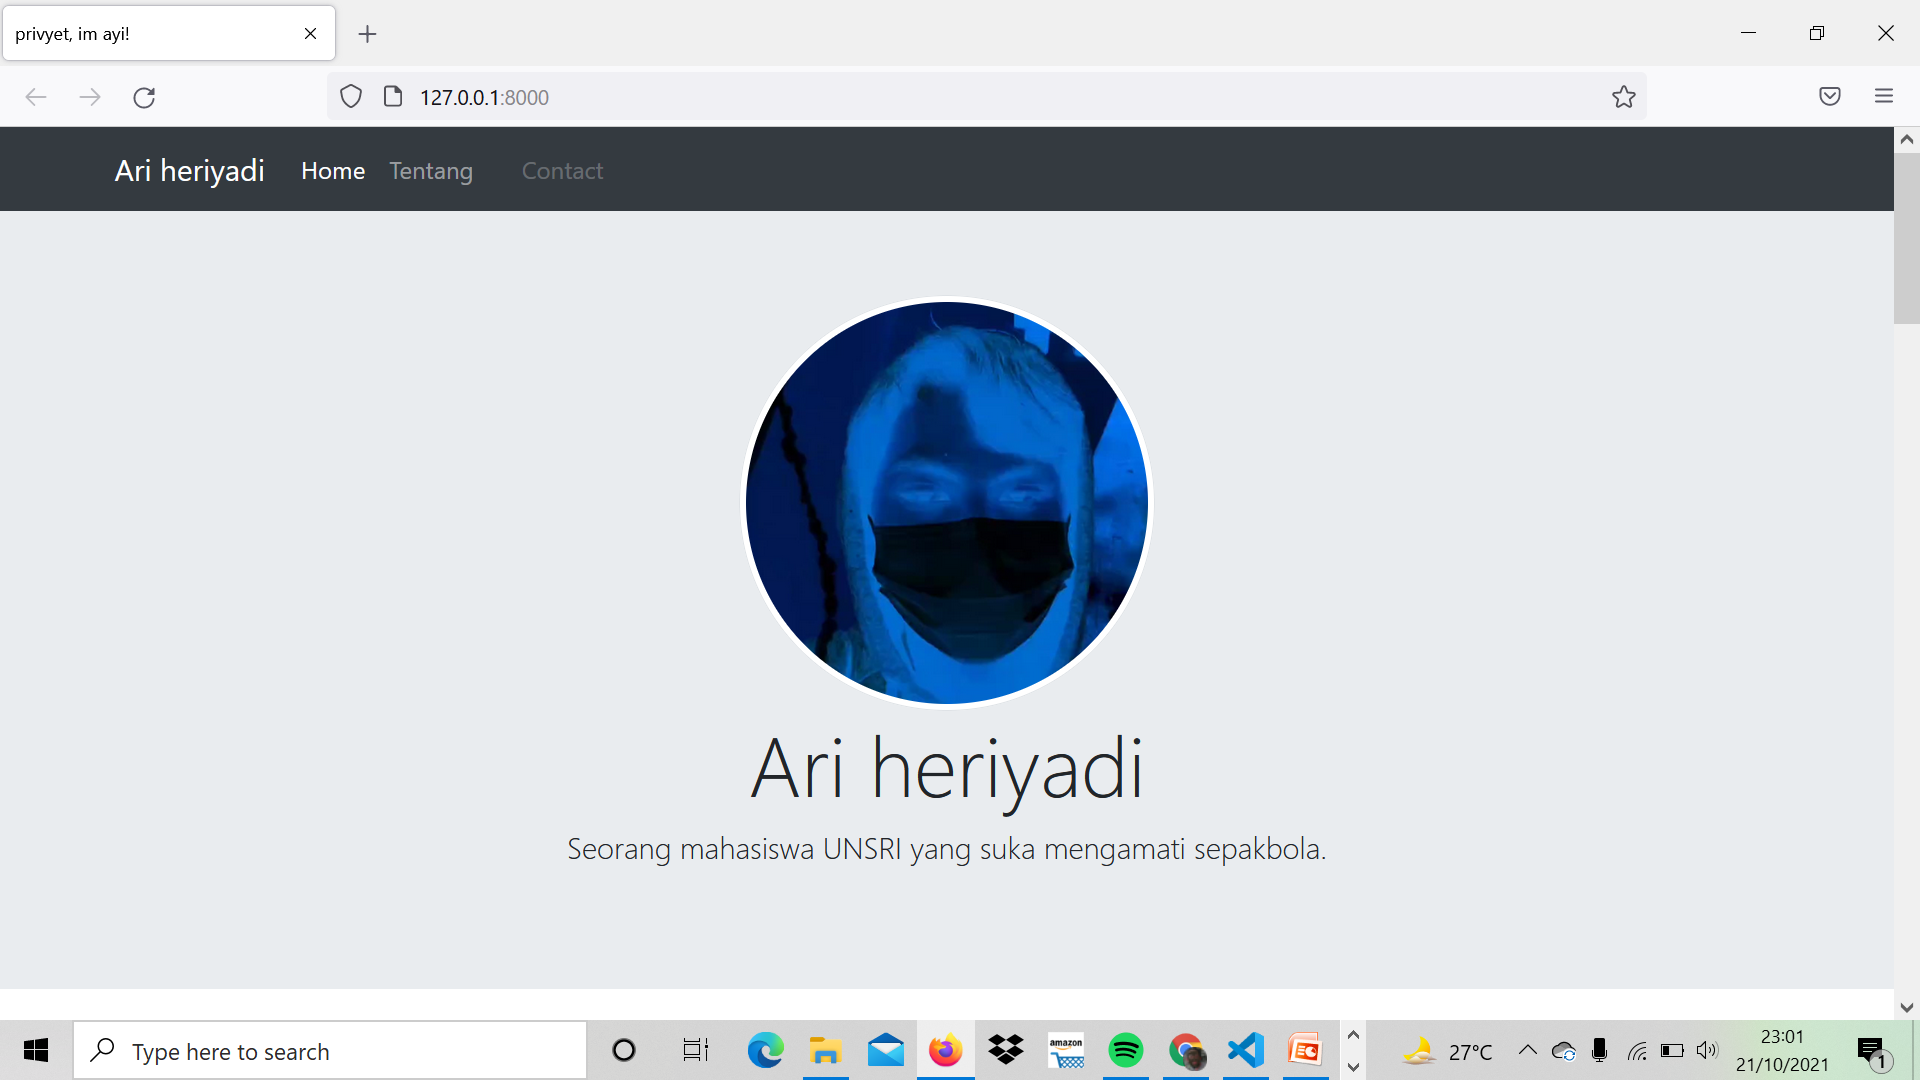 privyet, im ayi!
127.0.0.1:8000
Ari heriyadi Home Tentang Contact
Ari heriyadi
Seorang mahasiswa UNSRI yang suka mengamati sepakbola.
Type here to search
amazon
27°C
23:01
21/10/2021
1